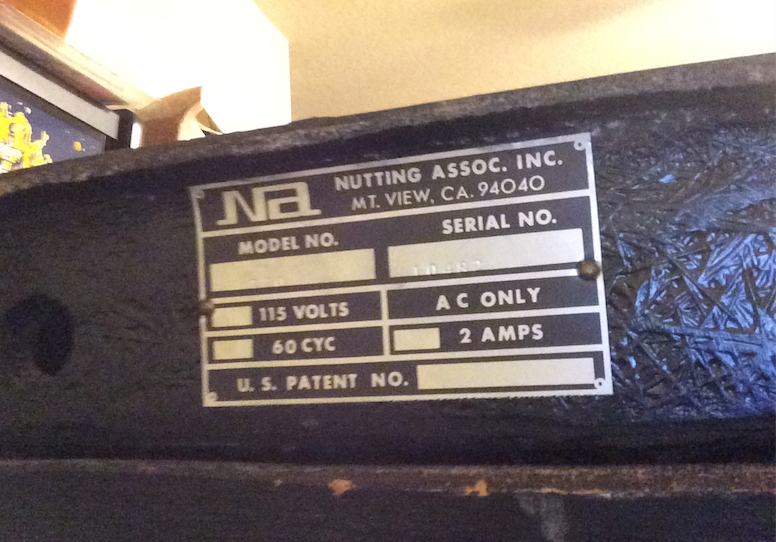 Na NUTTING ASSOC. INC.
MT. VIEW, CA. 94040
MODEL NO.
SERIAL NO.
115 VOLTS
AC ONLY
60 CYC
2 AMPS
U. S. PATENT NO.